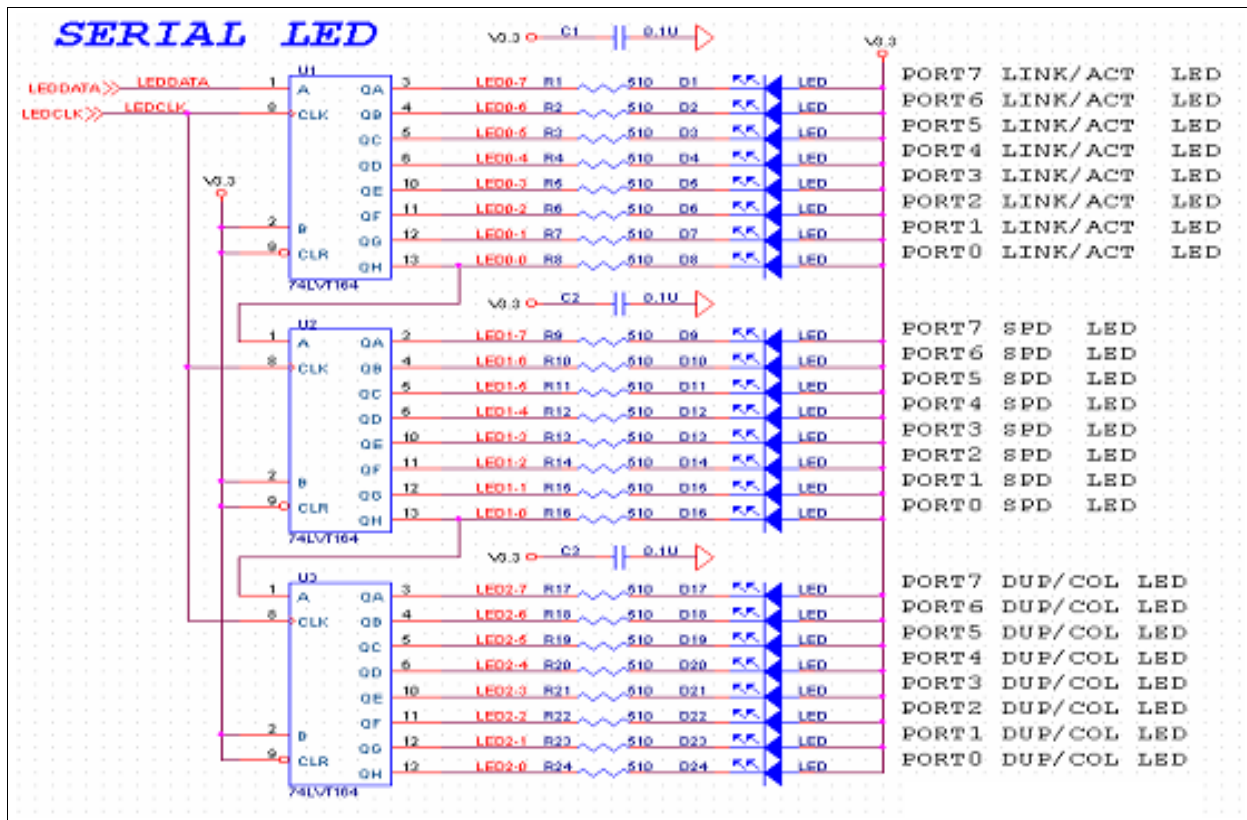 SERIAL LED
V3.3 C1 0.1U
V3.3
LEDDATA LEDDATA
LEDCLK LEDCLK
V3.3
U1
1 A QA 3 LED0-7 R1 510 D1 LED PORT7 LINK/ACT LED
8 CLK QB 4 LED0-6 R2 510 D2 LED PORT6 LINK/ACT LED
QC 5 LED0-5 R3 510 D3 LED PORT5 LINK/ACT LED
QD 6 LED0-4 R4 510 D4 LED PORT4 LINK/ACT LED
QE 10 LED0-3 R5 510 D5 LED PORT3 LINK/ACT LED
QF 11 LED0-2 R6 510 D6 LED PORT2 LINK/ACT LED
2 B QG 12 LED0-1 R7 510 D7 LED PORT1 LINK/ACT LED
9 CLR QH 13 LED0-0 R8 510 D8 LED PORT0 LINK/ACT LED
74LVT164
V3.3 C2 0.1U
U2
1 A QA 2 LED1-7 R9 510 D9 LED PORT7 SPD LED
8 CLK QB 4 LED1-6 R10 510 D10 LED PORT6 SPD LED
QC 5 LED1-5 R11 510 D11 LED PORT5 SPD LED
QD 6 LED1-4 R12 510 D12 LED PORT4 SPD LED
QE 10 LED1-3 R13 510 D13 LED PORT3 SPD LED
QF 11 LED1-2 R14 510 D14 LED PORT2 SPD LED
2 B QG 12 LED1-1 R15 510 D15 LED PORT1 SPD LED
9 CLR QH 13 LED1-0 R16 510 D16 LED PORT0 SPD LED
74LVT164
V3.3 C2 0.1U
U3
1 A QA 3 LED2-7 R17 510 D17 LED PORT7 DUP/COL LED
8 CLK QB 4 LED2-6 R18 510 D18 LED PORT6 DUP/COL LED
QC 5 LED2-5 R19 510 D19 LED PORT5 DUP/COL LED
QD 6 LED2-4 R20 510 D20 LED PORT4 DUP/COL LED
QE 10 LED2-3 R21 510 D21 LED PORT3 DUP/COL LED
QF 11 LED2-2 R22 510 D22 LED PORT2 DUP/COL LED
2 B QG 12 LED2-1 R23 510 D23 LED PORT1 DUP/COL LED
9 CLR QH 13 LED2-0 R24 510 D24 LED PORT0 DUP/COL LED
74LVT164